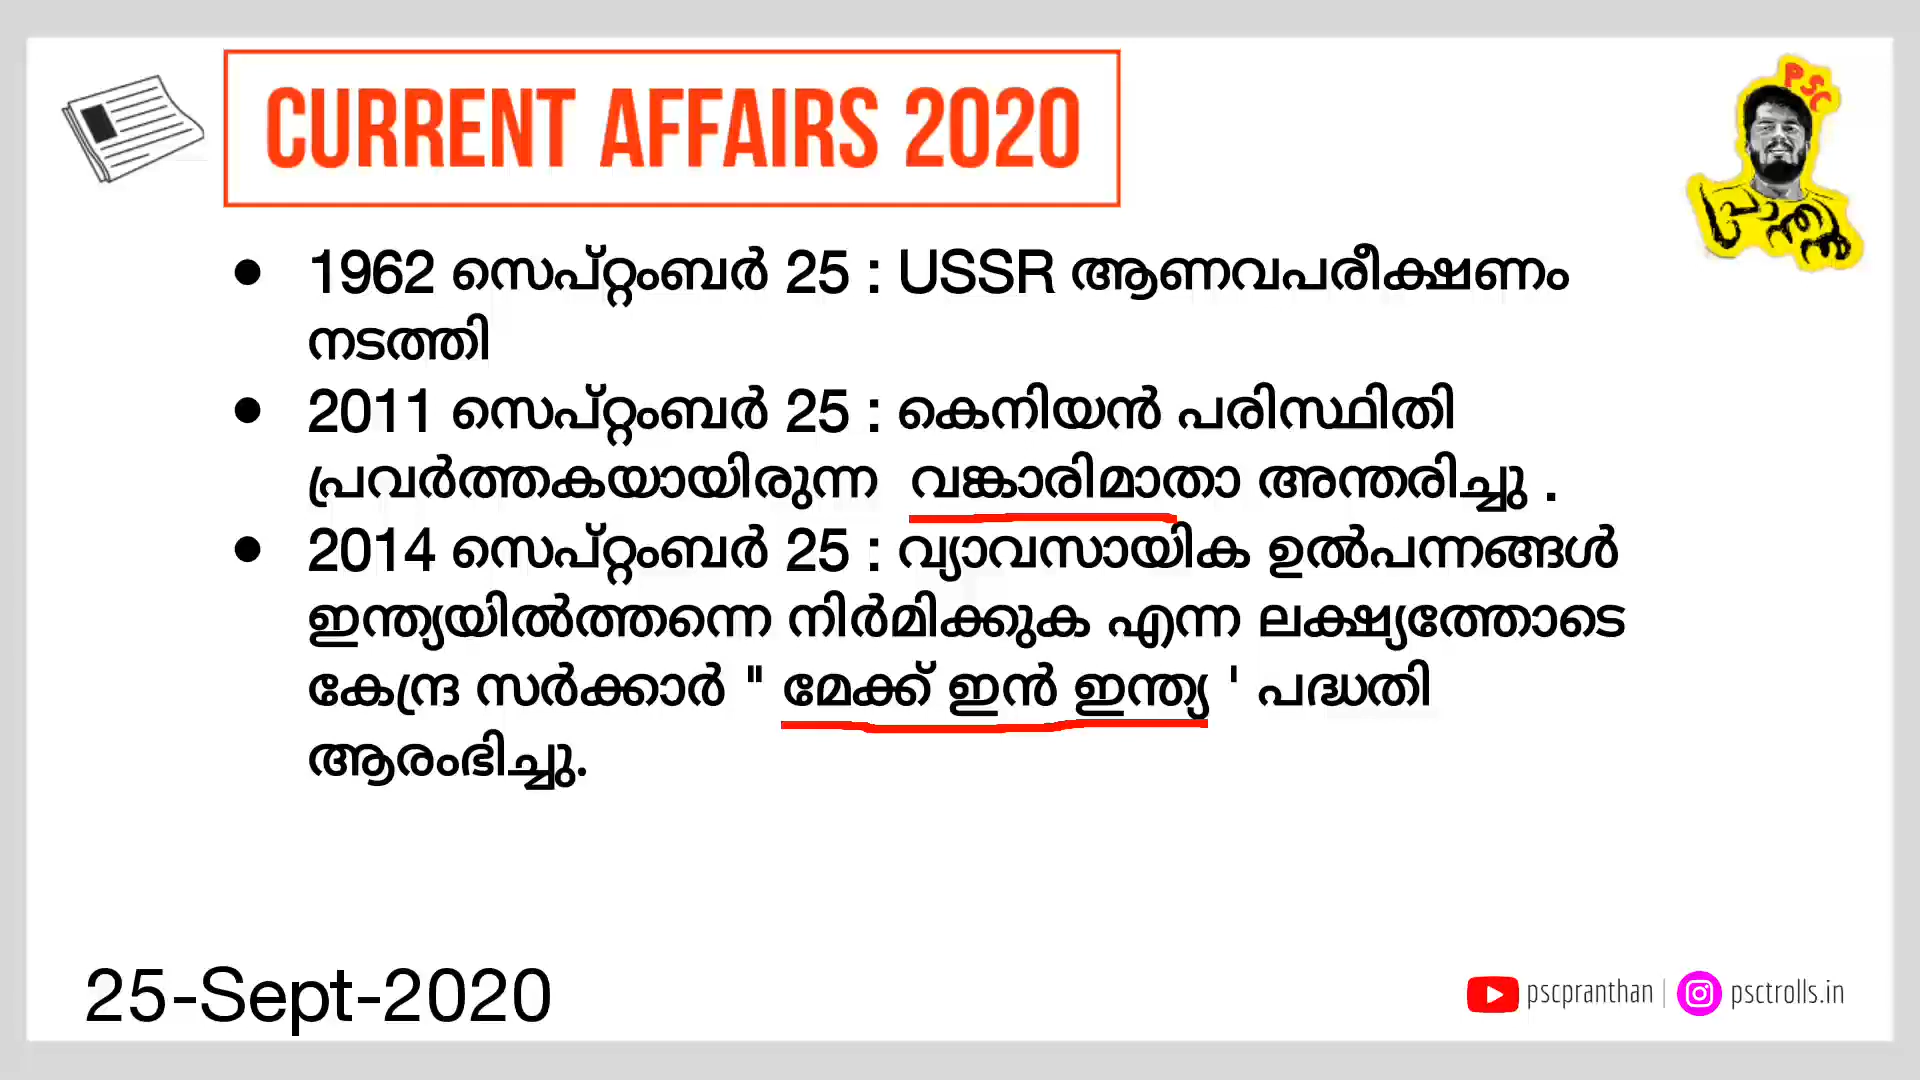 CURRENT AFFAIRS 2020
PSC
പ്രാന്തൻ
● 1962 സെപ്റ്റംബർ 25 : USSR ആണവപരീക്ഷണം
നടത്തി
● 2011 സെപ്റ്റംബർ 25 : കെനിയൻ പരിസ്ഥിതി
പ്രവർത്തകയായിരുന്ന വങ്കാരിമാതാ അന്തരിച്ചു .
● 2014 സെപ്റ്റംബർ 25 : വ്യാവസായിക ഉൽപന്നങ്ങൾ
ഇന്ത്യയിൽത്തന്നെ നിർമിക്കുക എന്ന ലക്ഷ്യത്തോടെ
കേന്ദ്ര സർക്കാർ " മേക്ക് ഇൻ ഇന്ത്യ ' പദ്ധതി
ആരംഭിച്ചു.
25-Sept-2020
pscpranthan | psctrolls.in